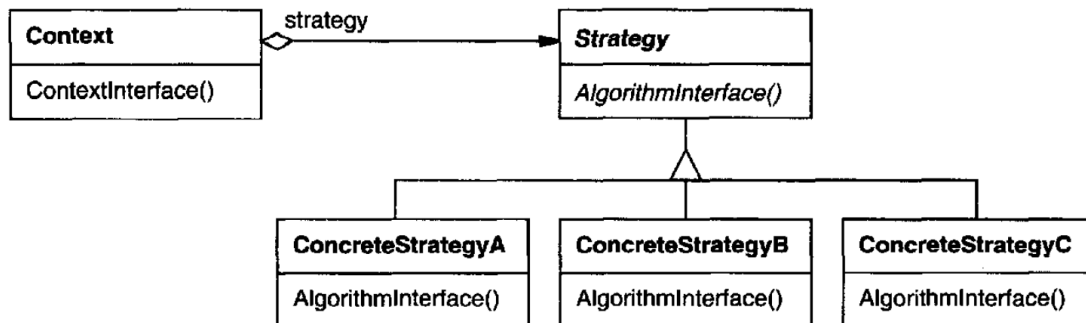 Context
ContextInterface()
strategy
Strategy
AlgorithmInterface()
ConcreteStrategyA
AlgorithmInterface()
ConcreteStrategyB
AlgorithmInterface()
ConcreteStrategyC
AlgorithmInterface()